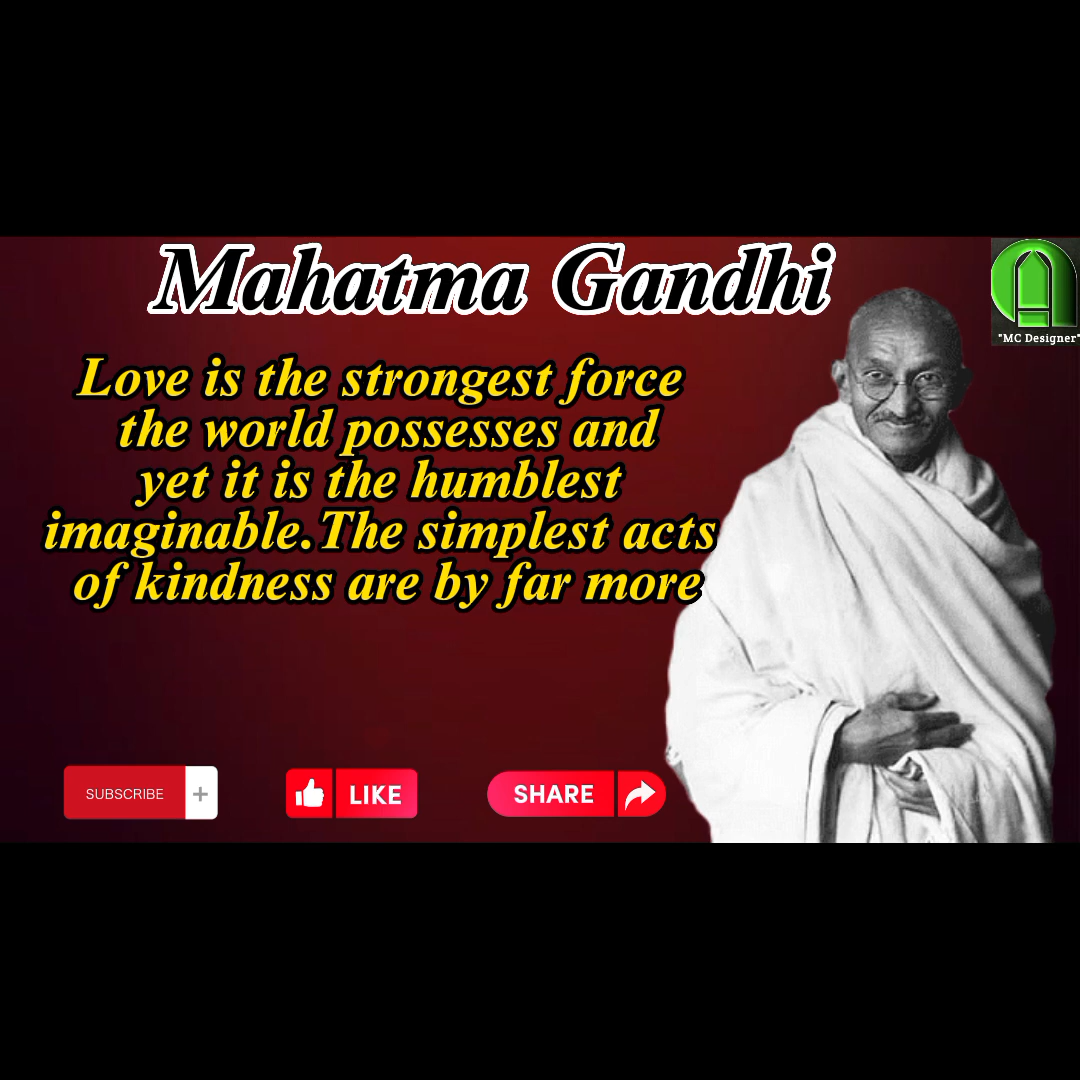 Mahatma Gandhi
"MC Designer"
Love is the strongest force
the world possesses and
yet it is the humblest
imaginable.The simplest acts
of kindness are by far more
SUBSCRIBE +
LIKE
SHARE